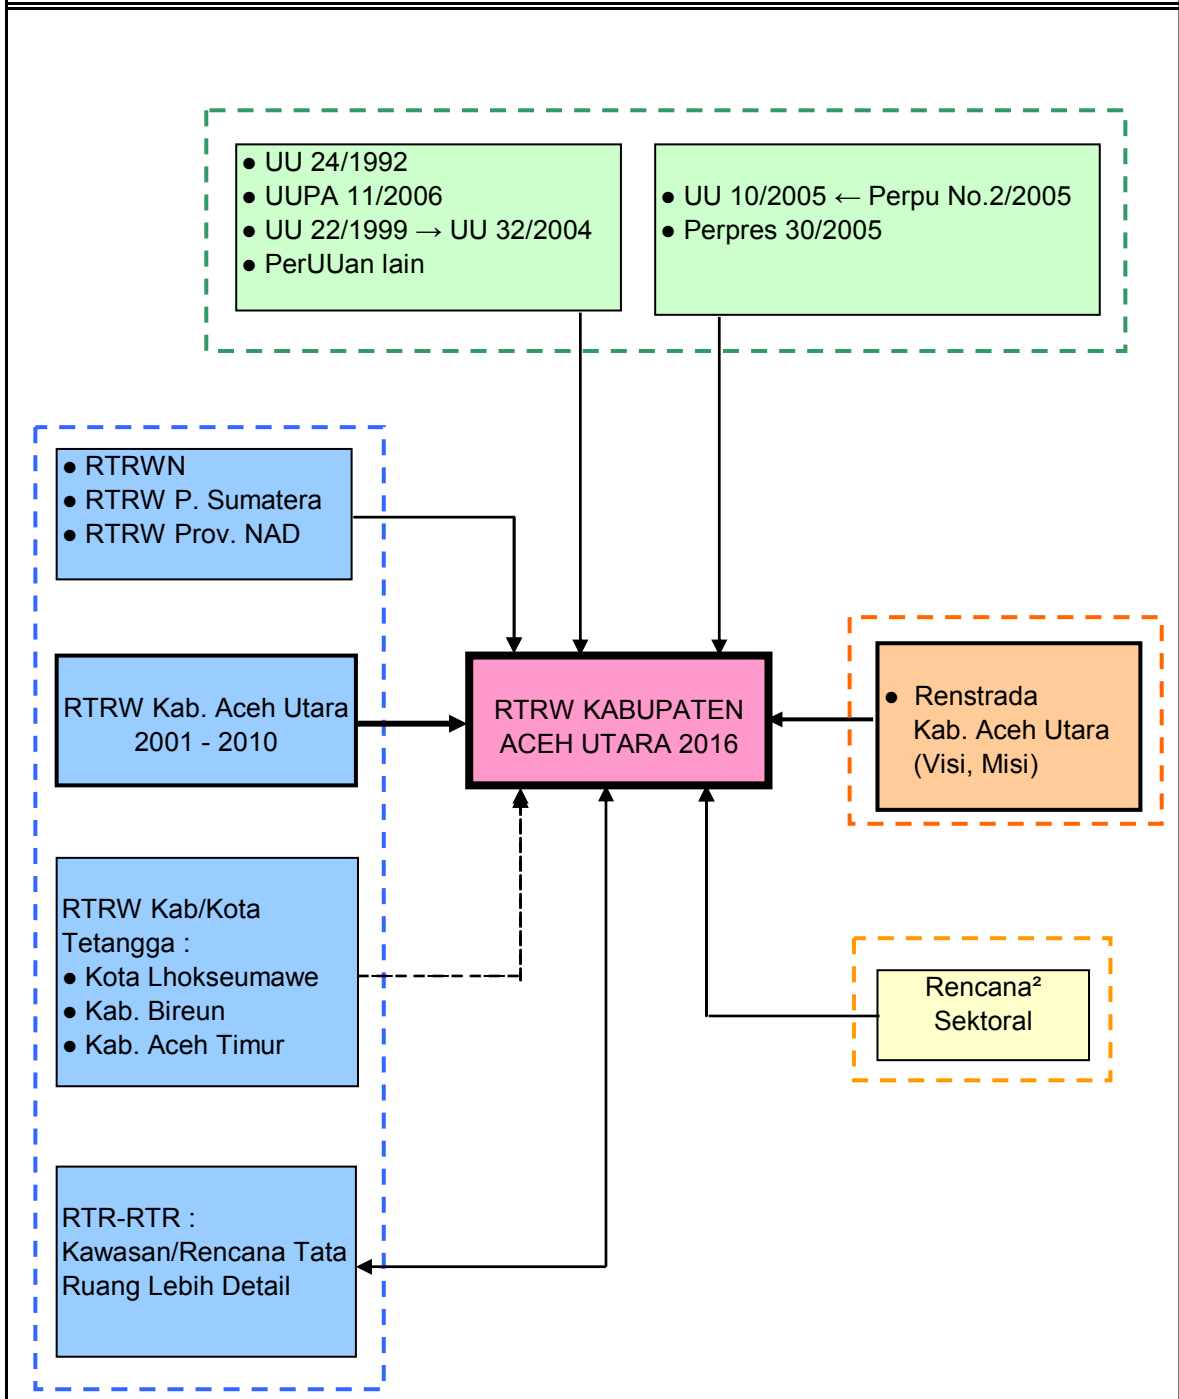 ● UU 24/1992
● UUPA 11/2006
● UU 22/1999 → UU 32/2004
● PerUUan lain
● UU 10/2005 ← Perpu No.2/2005
● Perpres 30/2005
● RTRWN
● RTRW P. Sumatera
● RTRW Prov. NAD
RTRW Kab. Aceh Utara
2001 - 2010
RTRW KABUPATEN
ACEH UTARA 2016
● Renstrada
Kab. Aceh Utara
(Visi, Misi)
RTRW Kab/Kota
Tetangga :
● Kota Lhokseumawe
● Kab. Bireun
● Kab. Aceh Timur
Rencana²
Sektoral
RTR-RTR :
Kawasan/Rencana Tata
Ruang Lebih Detail